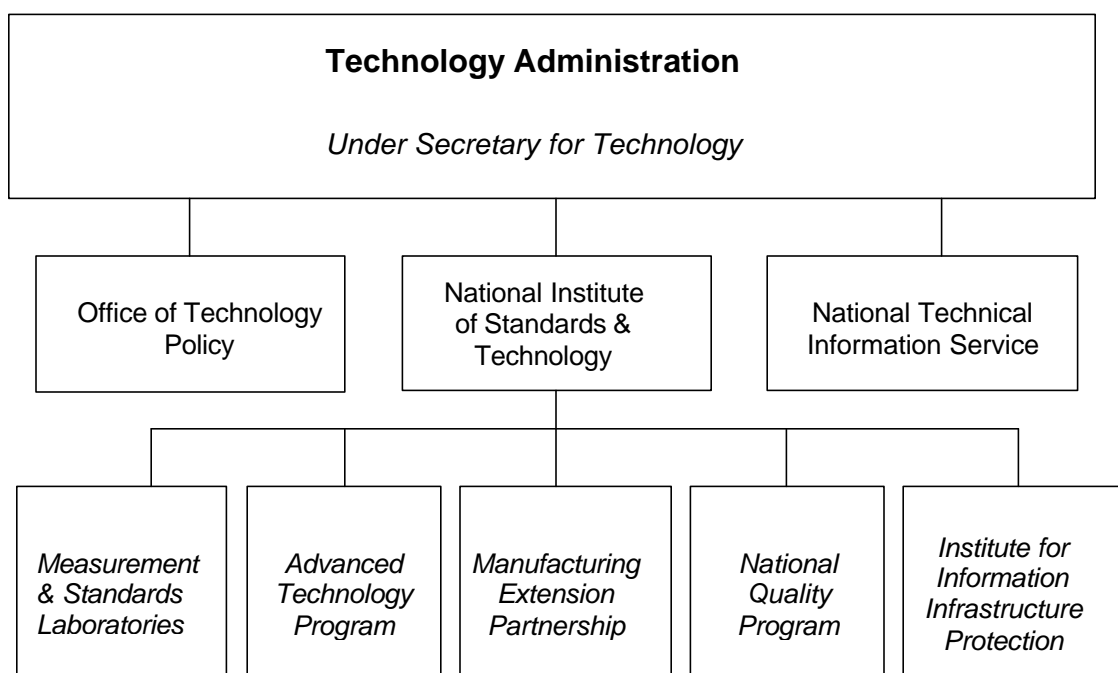 Technology Administration
Under Secretary for Technology
Office of Technology
Policy
National Institute
of Standards &
Technology
National Technical
Information Service
Measurement
& Standards
Laboratories
Advanced
Technology
Program
Manufacturing
Extension
Partnership
National
Quality
Program
Institute for
Information
Infrastructure
Protection